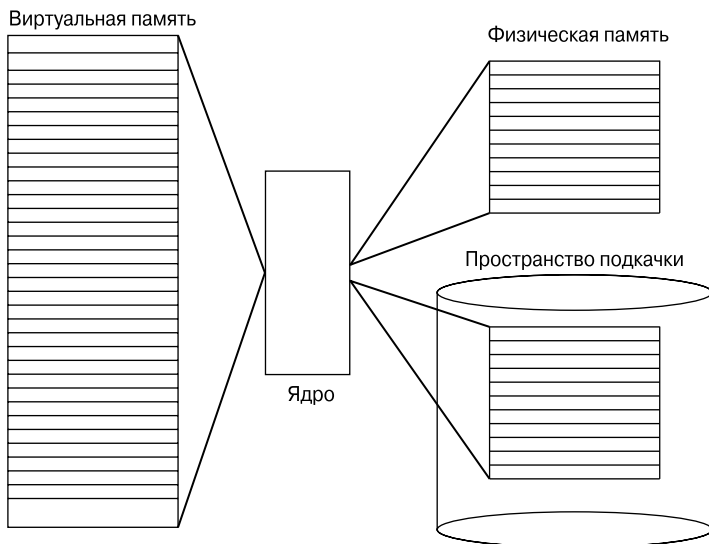 Виртуальная память
Физическая память
Пространство подкачки
Ядро